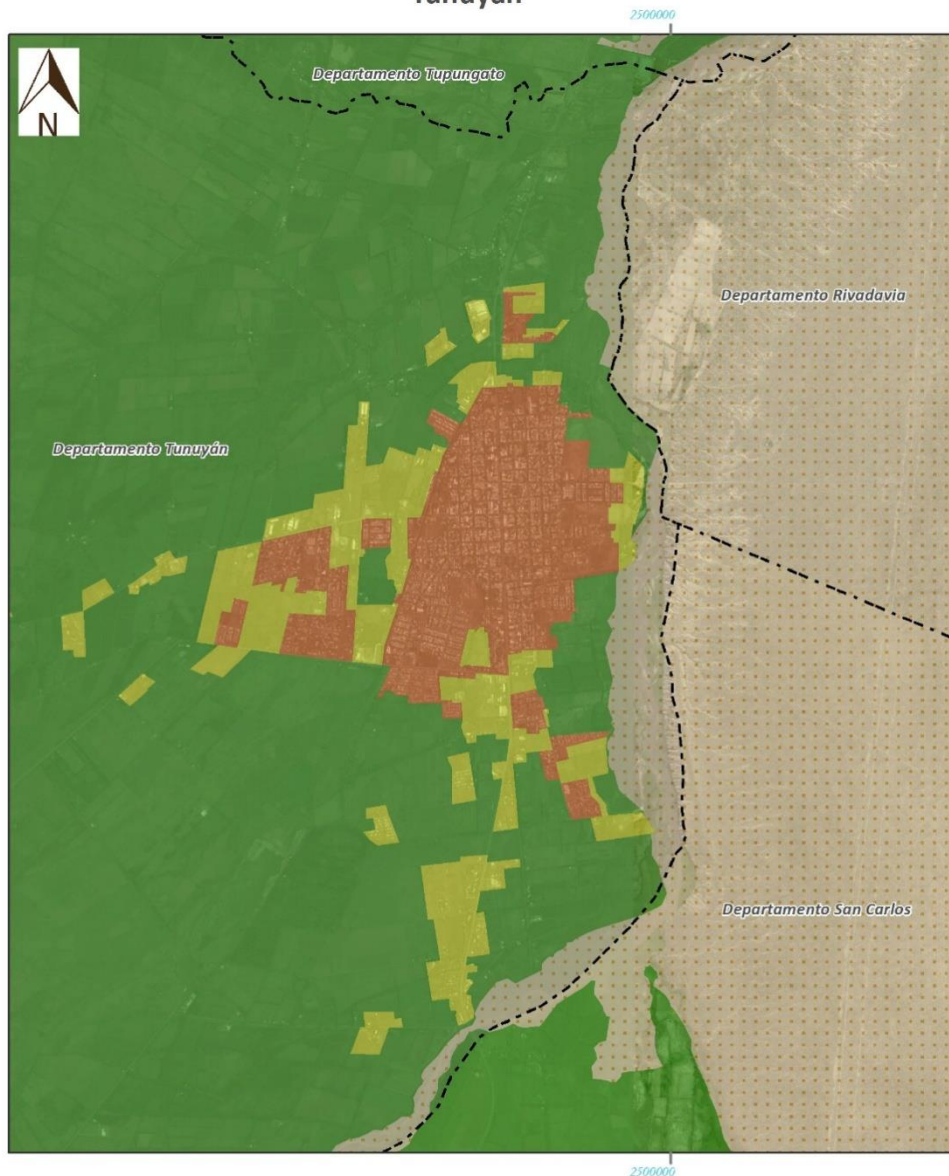 Tunuyán
2500000
Departamento Tupungato
N
Departamento Rivadavia
Departamento Tunuyán
Departamento San Carlos
2500000